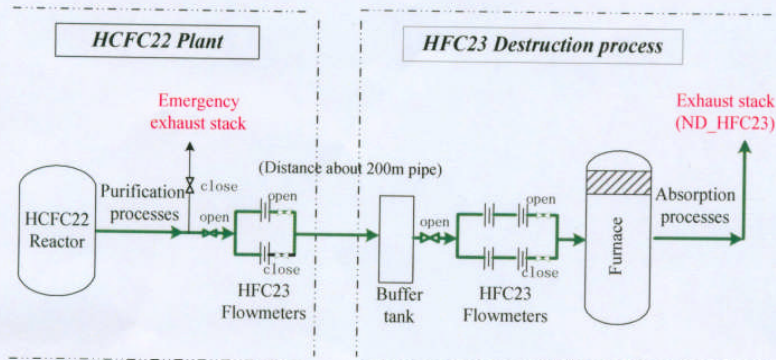 HCFC22 Plant
HFC23 Destruction process
Emergency
exhaust stack
Exhaust stack
(ND_HFC23)
(Distance about 200m pipe)
close
open
open
Purification
processes
open
open
HCFC22
Reactor
Absorption
processes
close
close
Furnace
HFC23
Flowmeters
Buffer
tank
HFC23
Flowmeters